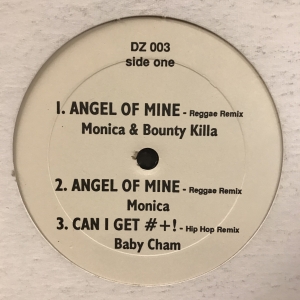 DZ 003
side one
1. ANGEL OF MINE - Reggae Remix
Monica & Bounty Killa
2. ANGEL OF MINE - Reggae Remix
Monica
3. CAN I GET #+! - Hip Hop Remix
Baby Cham